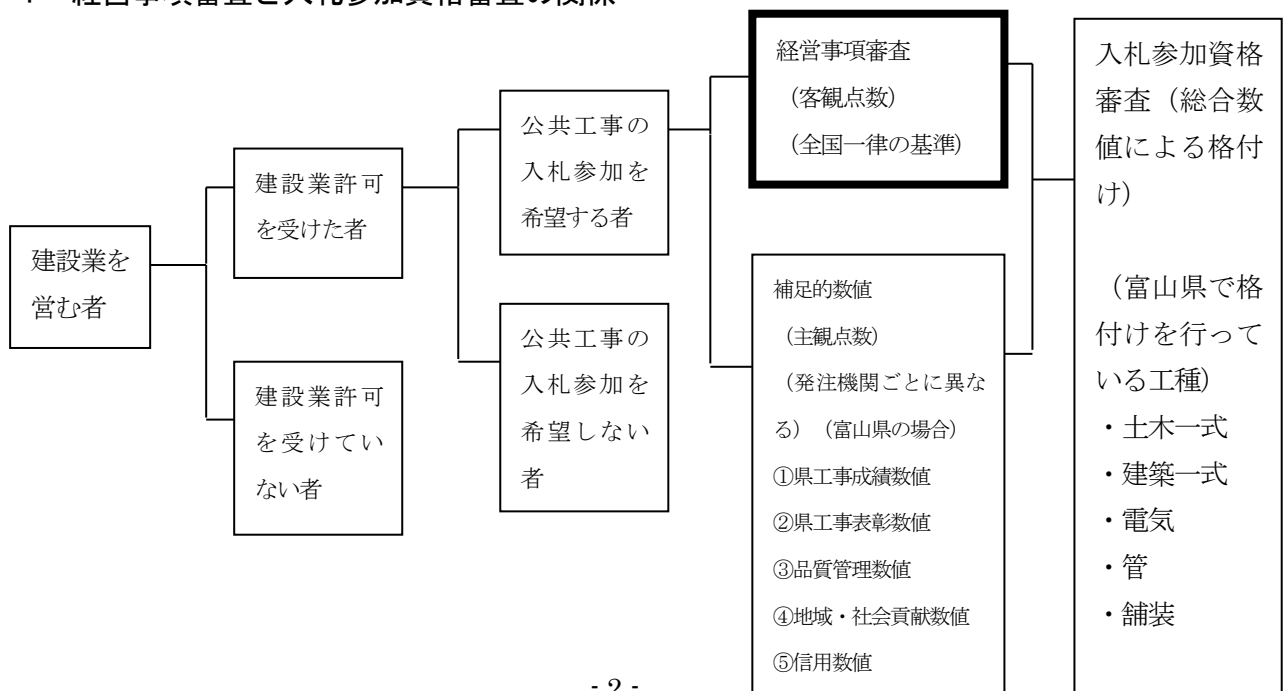 経営事項審査と入札参加資格審査の関係
建設業を
営む者
建設業許可
を受けた者
建設業許可
を受けてい
ない者
公共工事の
入札参加を
希望する者
公共工事の
入札参加を
希望しない
者
経営事項審査
（客観点数）
（全国一律の基準）
補足的数値
（主観点数）
（発注機関ごとに異な
る）（富山県の場合）
①県工事成績数値
②県工事表彰数値
③品質管理数値
④地域・社会貢献数値
⑤信用数値
入札参加資格
審査（総合数
値による格付
け）
（富山県で格
付けを行って
いる工種）
・土木一式
・建築一式
・電気
・管
・舗装
- 2 -